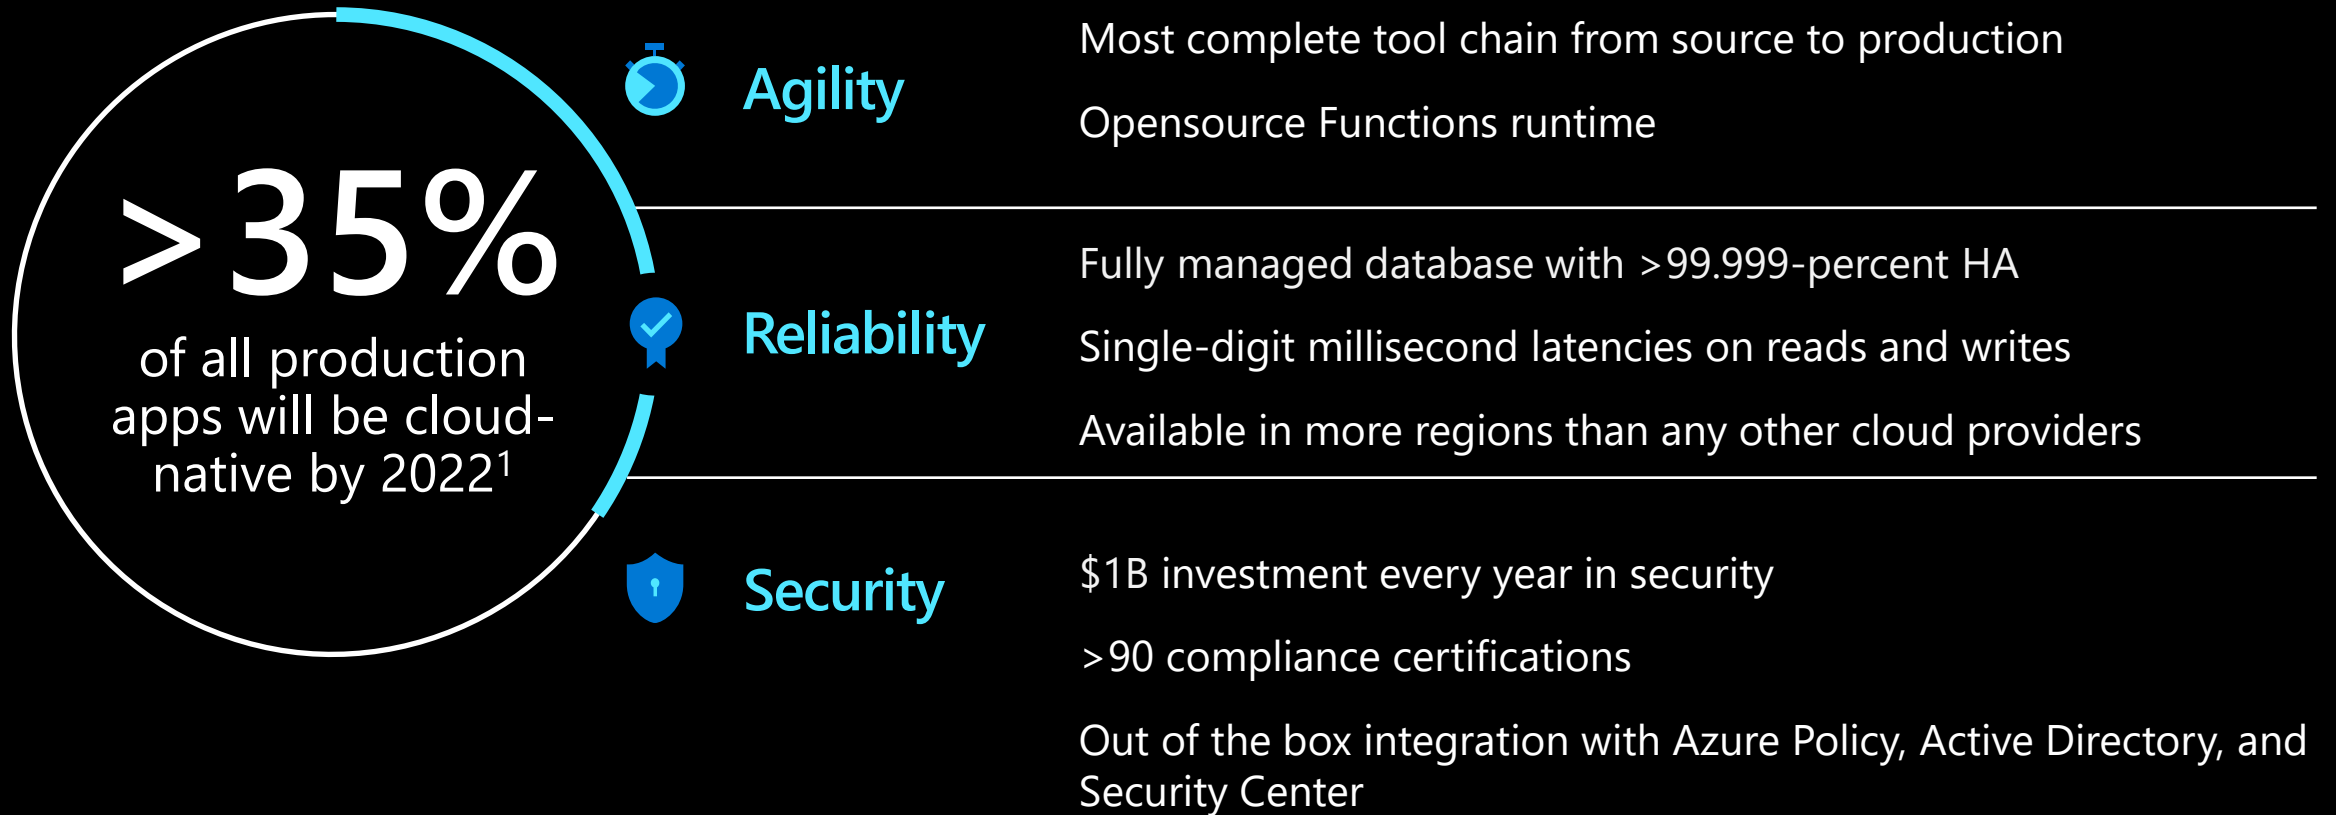 >35%
of all production
apps will be cloud-
native by 2022¹
Agility
Most complete tool chain from source to production
Opensource Functions runtime
Reliability
Fully managed database with >99.999-percent HA
Single-digit millisecond latencies on reads and writes
Available in more regions than any other cloud providers
Security
$1B investment every year in security
>90 compliance certifications
Out of the box integration with Azure Policy, Active Directory, and
Security Center